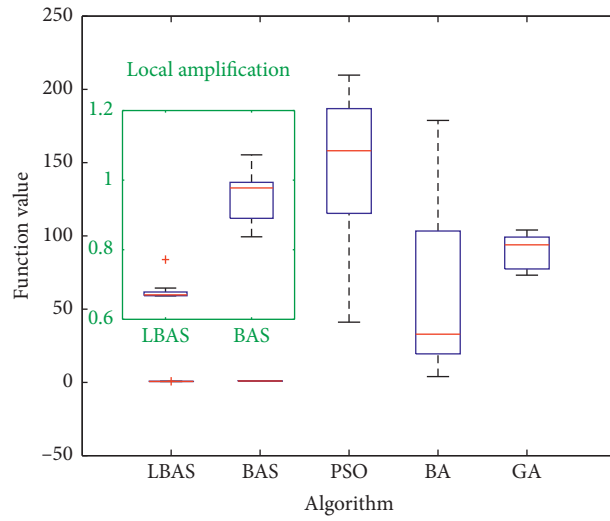 250
200
150
100
50
0
−50
Function value
Local amplification
1.2
1
0.8
0.6
LBAS BAS
LBAS BAS PSO BA GA
Algorithm